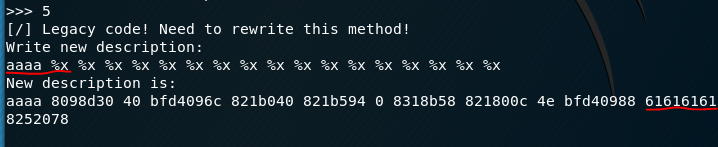 >>> 5
[/] Legacy code! Need to rewrite this method!
Write new description:
aaaa %x %x %x %x %x %x %x %x %x %x %x %x %x %x %x %x %x
New description is:
aaaa 8098d30 40 bfd4096c 821b040 821b594 0 8318b58 821800c 4e bfd40988 61616161
8252078